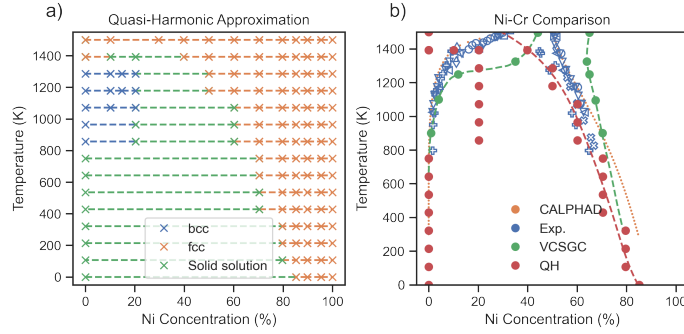 a)
Quasi-Harmonic Approximation
1400
1200
1000
800
600
400
200
0
Temperature (K)
bcc
fcc
Solid solution
0 20 40 60 80 100
Ni Concentration (%)
b)
Ni-Cr Comparison
1400
1200
1000
800
600
400
200
0
Temperature (K)
CALPHAD
Exp.
VCSGC
QH
0 20 40 60 80 100
Ni Concentration (%)